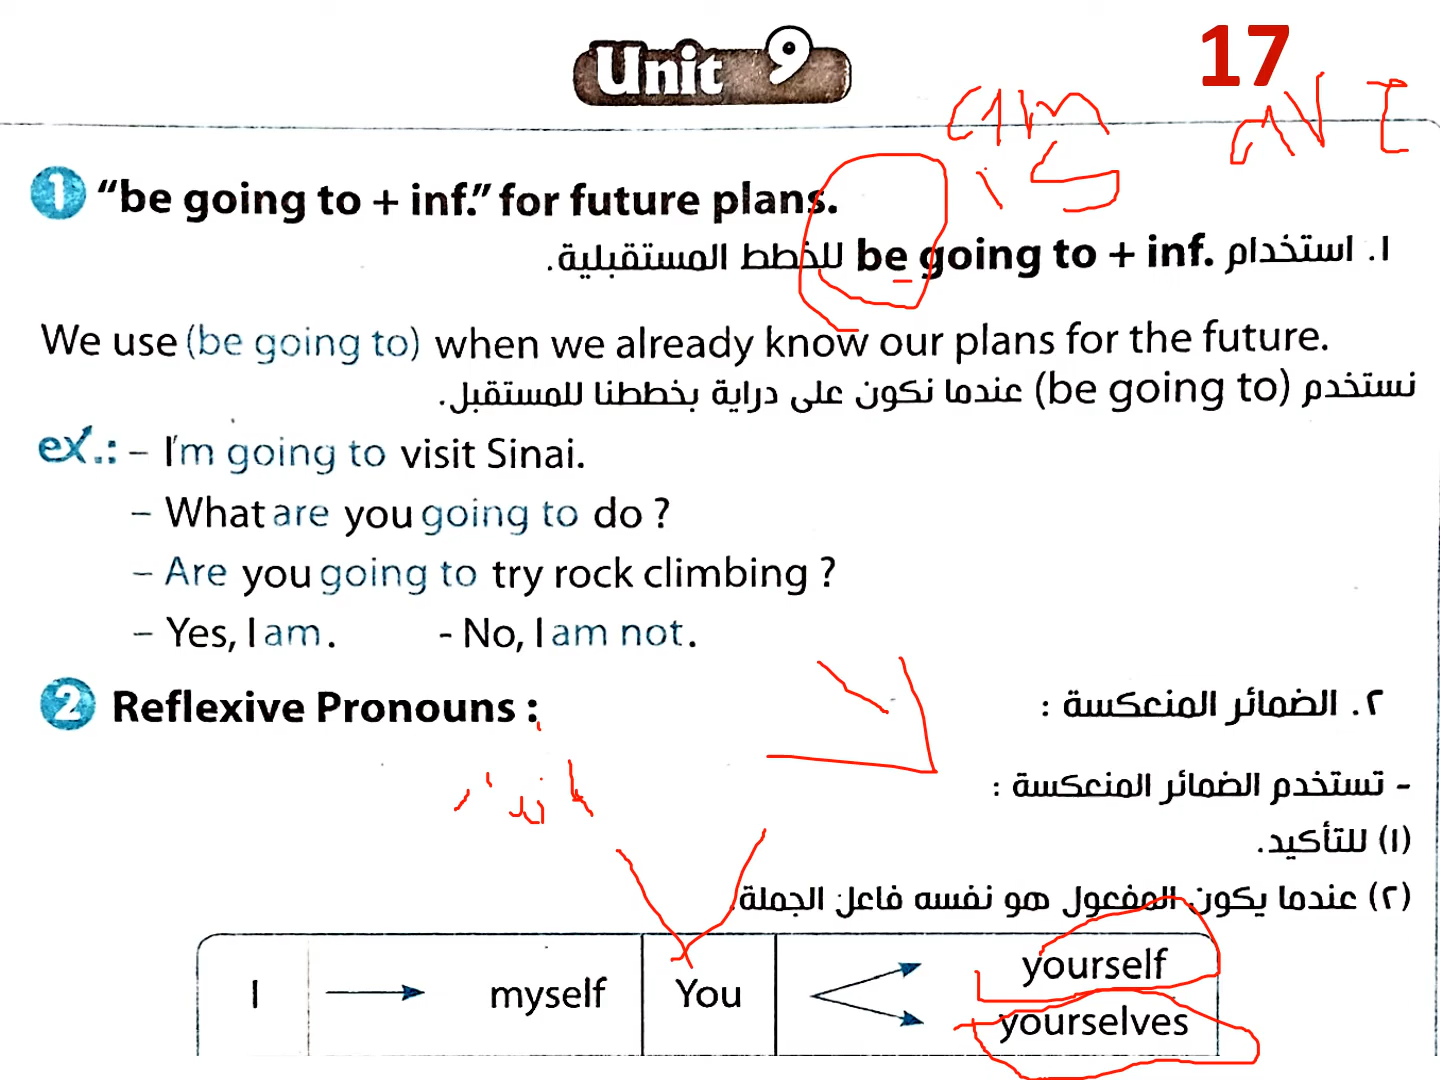 Unit 9
17
am
is
are
1 "be going to + inf." for future plans.
١. استخدام be going to + inf. للخطط المستقبلية.
We use (be going to) when we already know our plans for the future.
نستخدم (be going to) عندما نكون على دراية بخططنا للمستقبل.
ex.: – I'm going to visit Sinai.
– What are you going to do ?
– Are you going to try rock climbing ?
– Yes, I am. - No, I am not.
2 Reflexive Pronouns :
٢. الضمائر المنعكسة :
- تستخدم الضمائر المنعكسة :
(١) للتأكيد.
(٢) عندما يكون المفعول هو نفسه فاعل الجملة.
I myself You yourself
yourselves